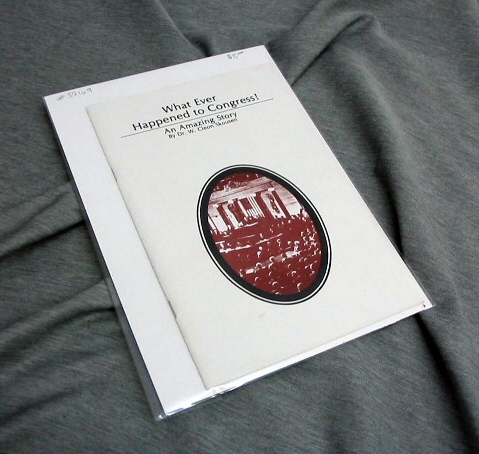 What Ever
Happened to Congress!
An Amazing Story
By Dr. W. Cleon Skousen